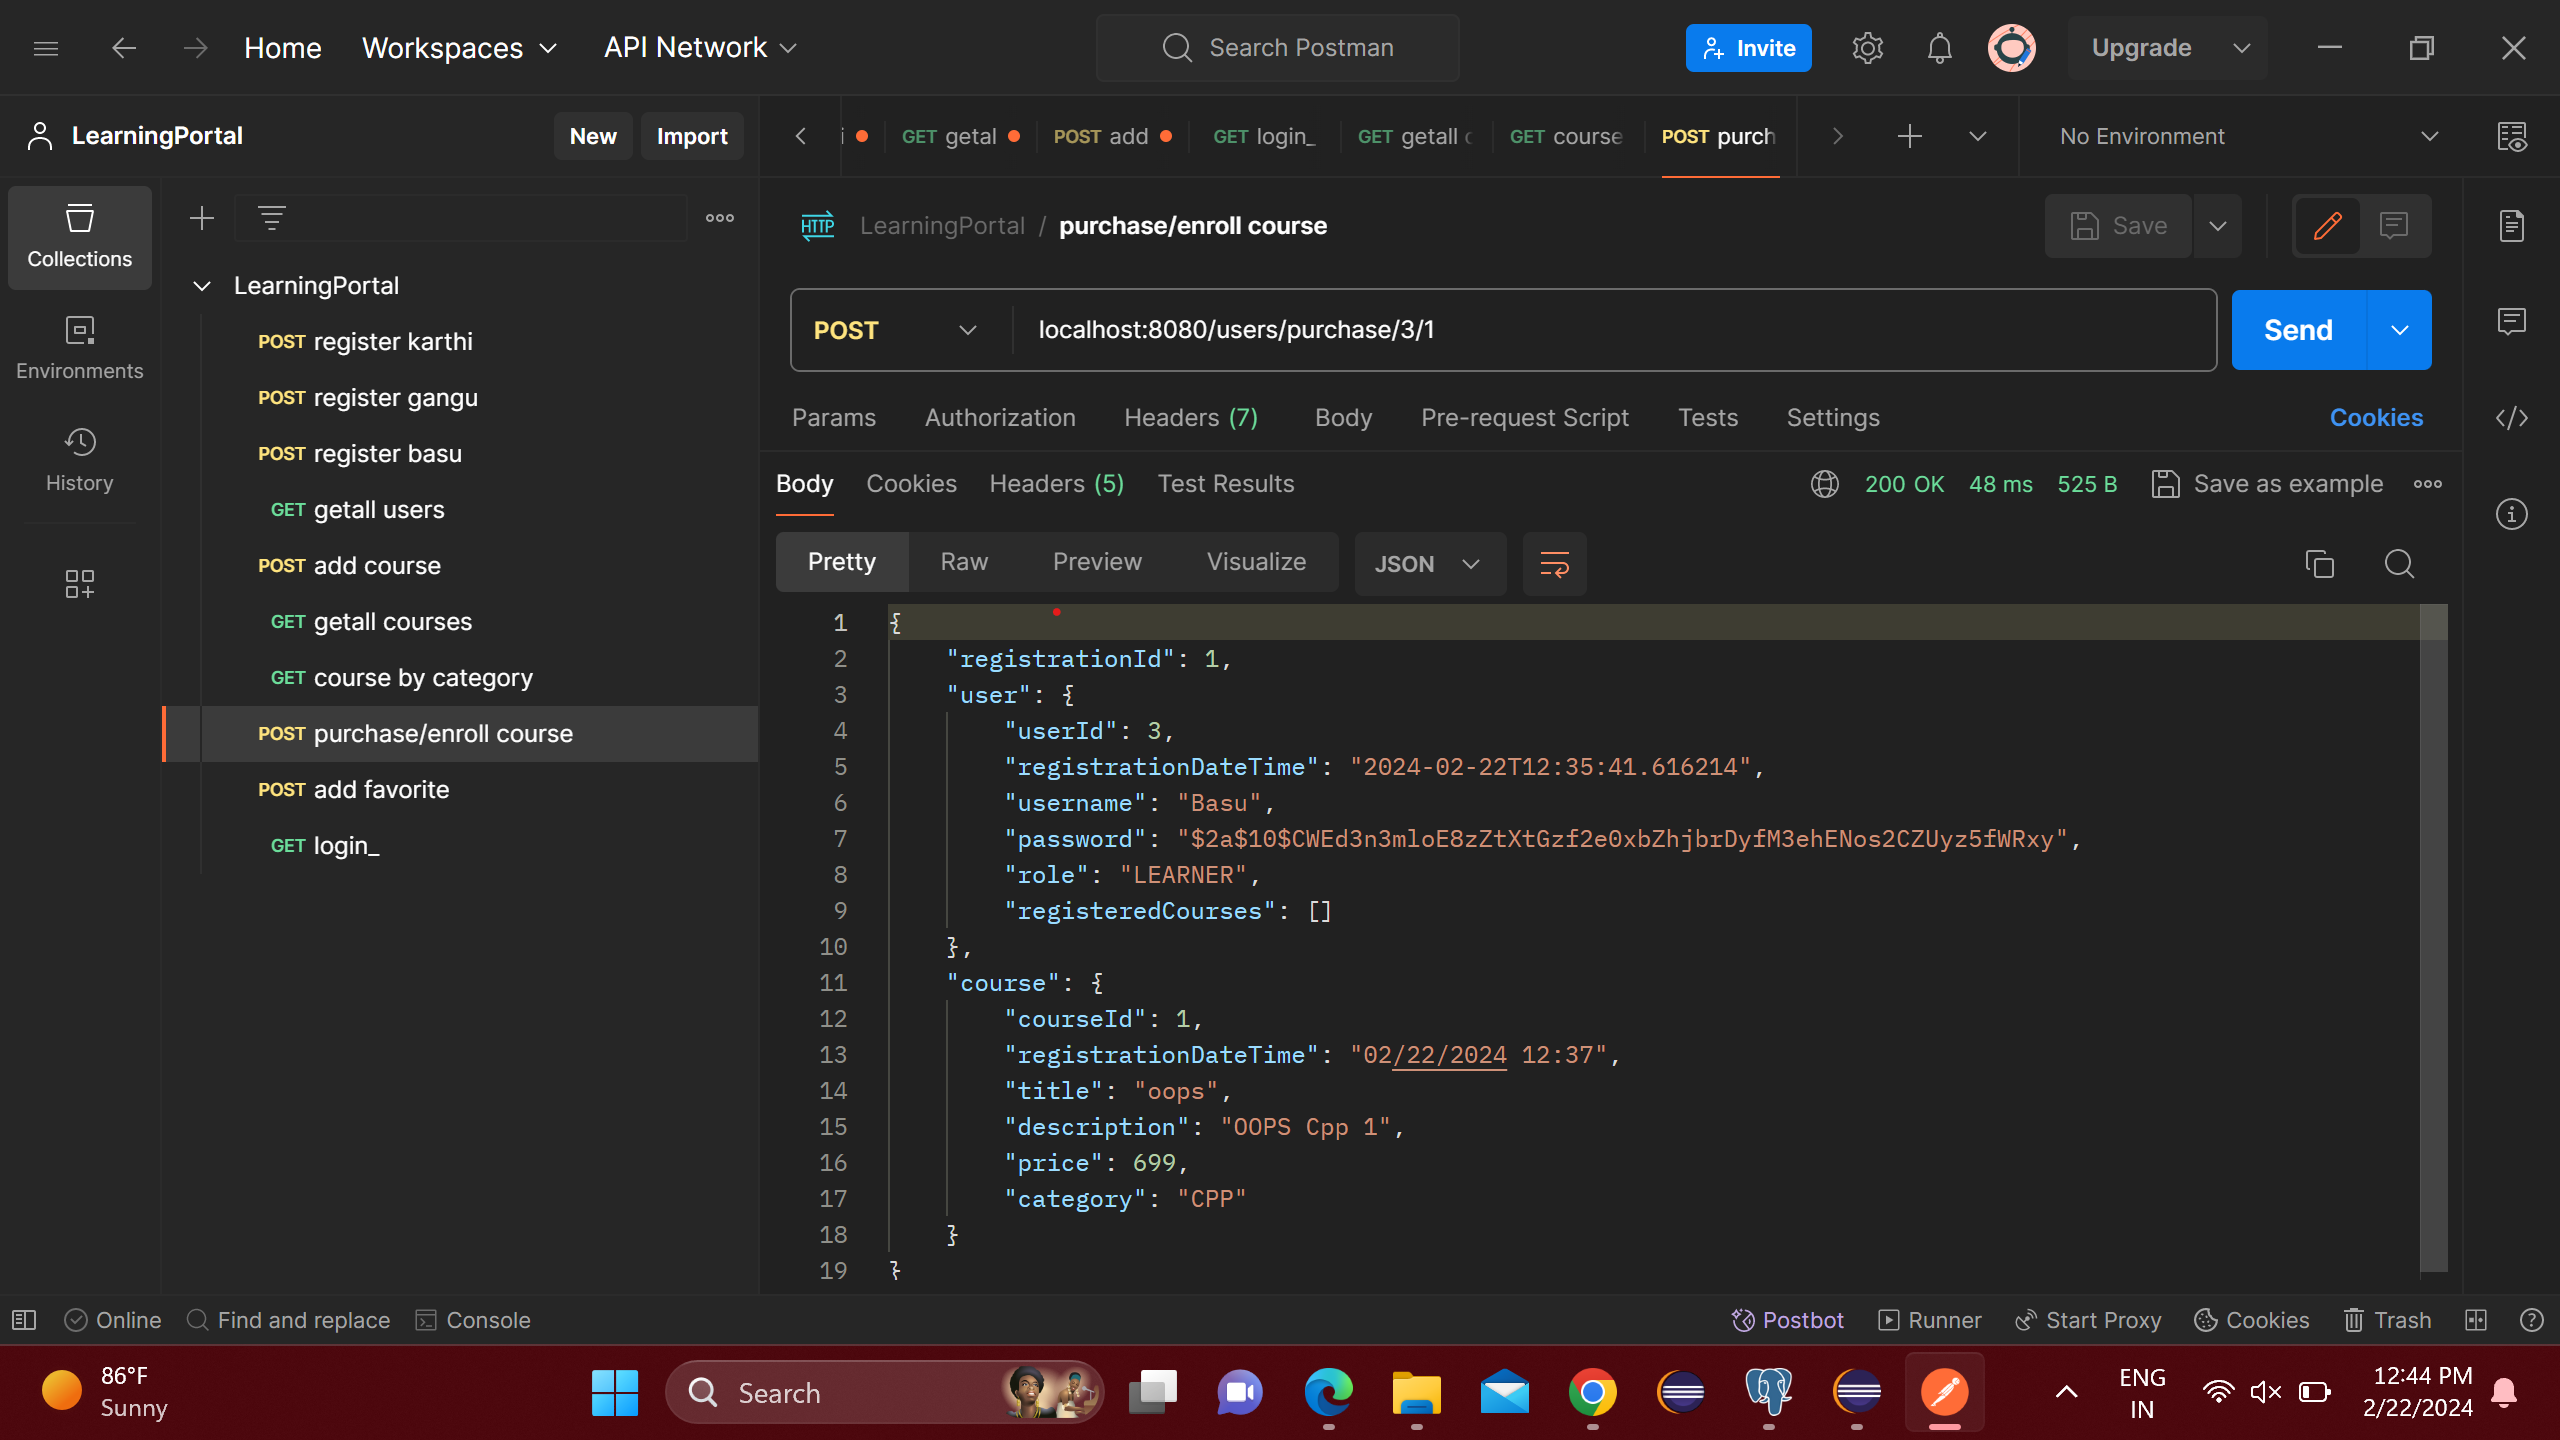 Home Workspaces API Network Search Postman Invite Upgrade
LearningPortal New Import
GET getal POST add GET login_ GET getall GET course POST purch No Environment
Collections
Environments
History
LearningPortal
POST register karthi
POST register gangu
POST register basu
GET getall users
POST add course
GET getall courses
GET course by category
POST purchase/enroll course
POST add favorite
GET login_
HTTP LearningPortal / purchase/enroll course Save
POST localhost:8080/users/purchase/3/1 Send
Params Authorization Headers (7) Body Pre-request Script Tests Settings Cookies
Body Cookies Headers (5) Test Results 200 OK 48 ms 525 B Save as example
Pretty Raw Preview Visualize JSON
1 {
2 "registrationId": 1,
3 "user": {
4 "userId": 3,
5 "registrationDateTime": "2024-02-22T12:35:41.616214",
6 "username": "Basu",
7 "password": "$2a$10$CWEd3n3mloE8zZtXtGzf2e0xbZhjbrDyfM3ehENos2CZUyz5fWRxy",
8 "role": "LEARNER",
9 "registeredCourses": []
10 },
11 "course": {
12 "courseId": 1,
13 "registrationDateTime": "02/22/2024 12:37",
14 "title": "oops",
15 "description": "OOPS Cpp 1",
16 "price": 699,
17 "category": "CPP"
18 }
19 }
Online Find and replace Console Postbot Runner Start Proxy Cookies Trash
86°F
Sunny
Search
ENG
IN
12:44 PM
2/22/2024